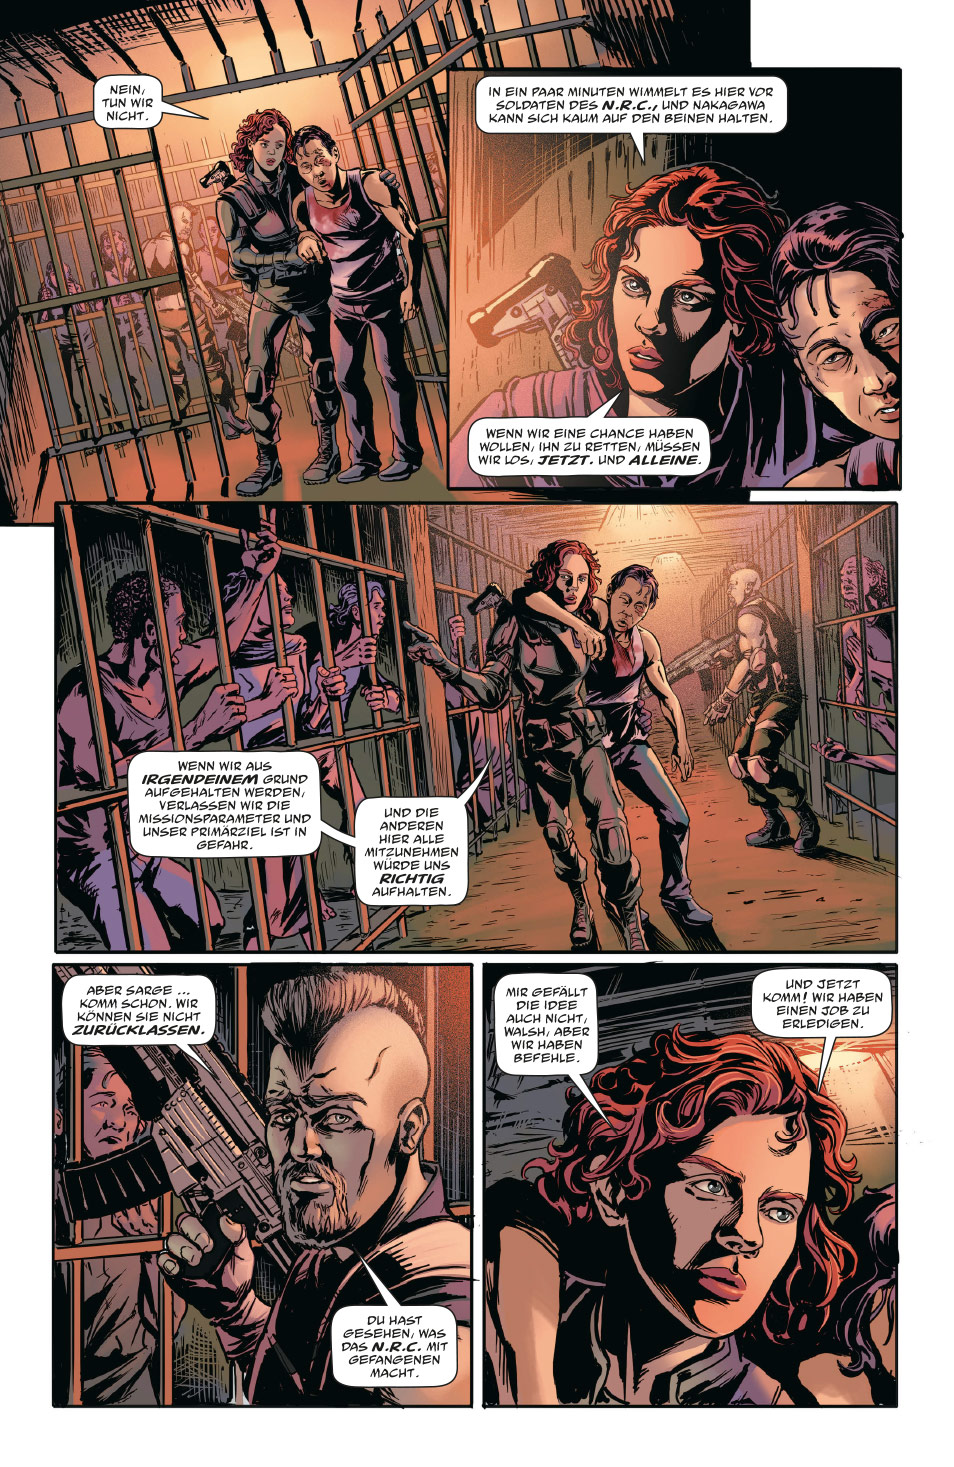 NEIN,
TUN WIR
NICHT.
IN EIN PAAR MINUTEN WIMMELT ES HIER VOR
SOLDATEN DES N.R.C., UND NAKAGAWA
KANN SICH KAUM AUF DEN BEINEN HALTEN.
WENN WIR EINE CHANCE HABEN
WOLLEN, IHN ZU RETTEN, MÜSSEN
WIR LOS, JETZT. UND ALLEINE.
WENN WIR AUS
IRGENDEINEM GRUND
AUFGEHALTEN WERDEN,
VERLASSEN WIR DIE
MISSIONSPARAMETER UND
UNSER PRIMÄRZIEL IST IN
GEFAHR.
UND DIE
ANDEREN
HIER ALLE
MITZUNEHMEN
WÜRDE UNS
RICHTIG
AUFHALTEN.
ABER SARGE ...
KOMM SCHON. WIR
KÖNNEN SIE NICHT
ZURÜCKLASSEN.
DU HAST
GESEHEN, WAS
DAS N.R.C. MIT
GEFANGENEN
MACHT.
MIR GEFÄLLT
DIE IDEE
AUCH NICHT,
WALSH, ABER
WIR HABEN
BEFEHLE.
UND JETZT
KOMM! WIR HABEN
EINEN JOB ZU
ERLEDIGEN.